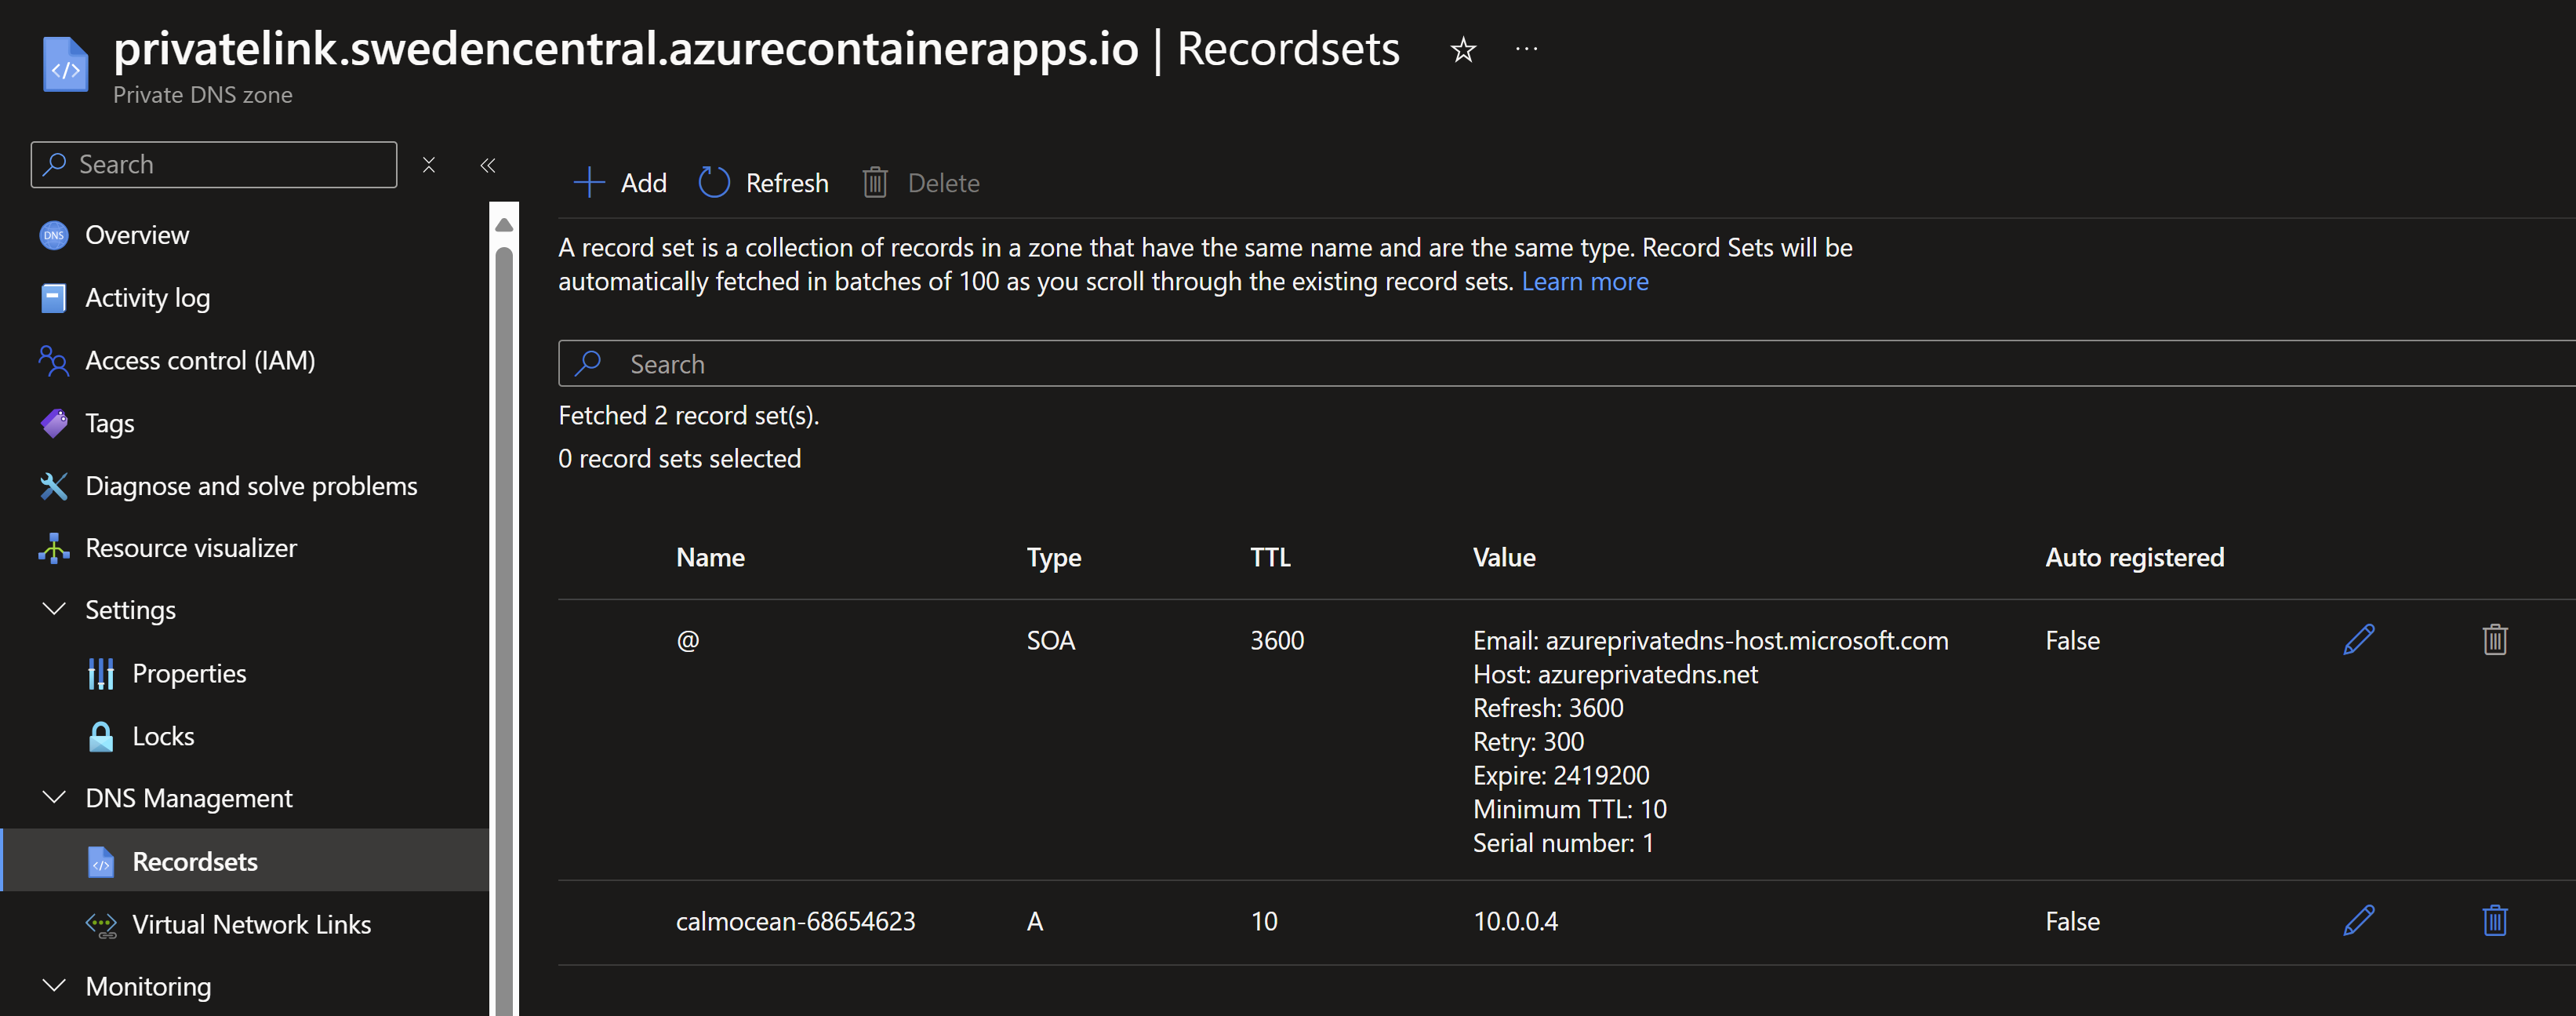 privatelink.swedencentral.azurecontainerapps.io | Recordsets
Private DNS zone
Search
Overview
Activity log
Access control (IAM)
Tags
Diagnose and solve problems
Resource visualizer
Settings
Properties
Locks
DNS Management
Recordsets
Virtual Network Links
Monitoring
Add Refresh Delete
A record set is a collection of records in a zone that have the same name and are the same type. Record Sets will be
automatically fetched in batches of 100 as you scroll through the existing record sets. Learn more
Search
Fetched 2 record set(s).
0 record sets selected
Name Type TTL Value Auto registered
@ SOA 3600 Email: azureprivatedns-host.microsoft.com False
Host: azureprivatedns.net
Refresh: 3600
Retry: 300
Expire: 2419200
Minimum TTL: 10
Serial number: 1
calmocean-68654623 A 10 10.0.0.4 False